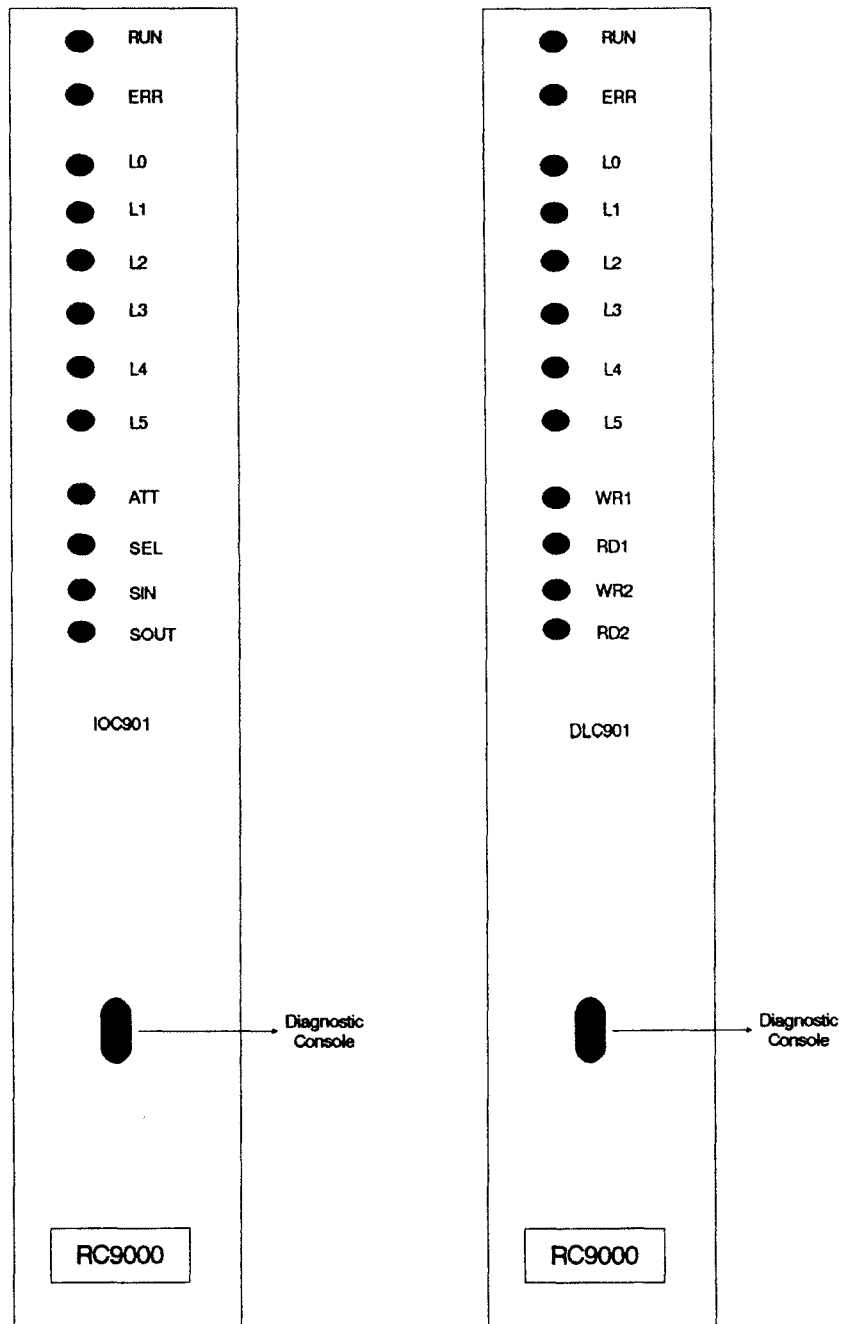 RUN
ERR
L0
L1
L2
L3
L4
L5
ATT
SEL
SIN
SOUT
IOC901
Diagnostic
Console
RC9000
RUN
ERR
L0
L1
L2
L3
L4
L5
WR1
RD1
WR2
RD2
DLC901
Diagnostic
Console
RC9000